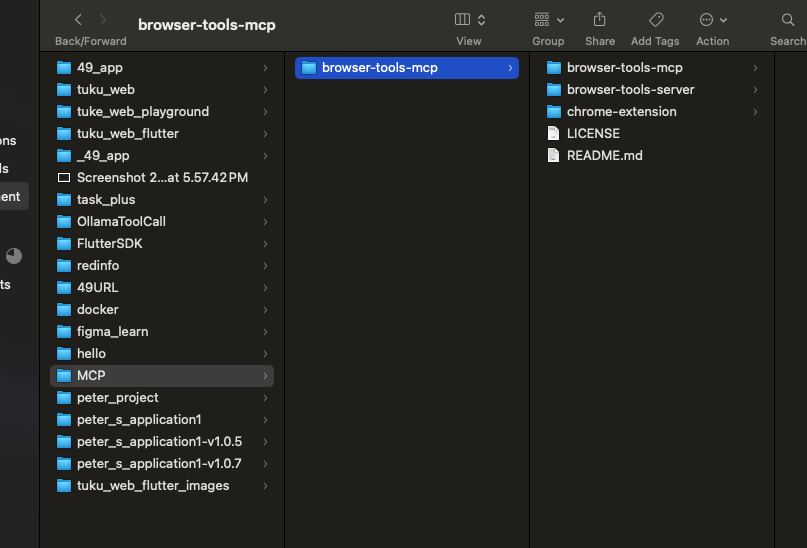 browser-tools-mcp
Back/Forward
View
Group
Share
Add Tags
Action
Search
ons
ls
ent
ts
49_app
tuku_web
tuke_web_playground
tuku_web_flutter
_49_app
Screenshot 2...at 5.57.42 PM
task_plus
OllamaToolCall
FlutterSDK
redinfo
49URL
docker
figma_learn
hello
MCP
peter_project
peter_s_application1
peter_s_application1-v1.0.5
peter_s_application1-v1.0.7
tuku_web_flutter_images
browser-tools-mcp
browser-tools-mcp
browser-tools-server
chrome-extension
LICENSE
README.md